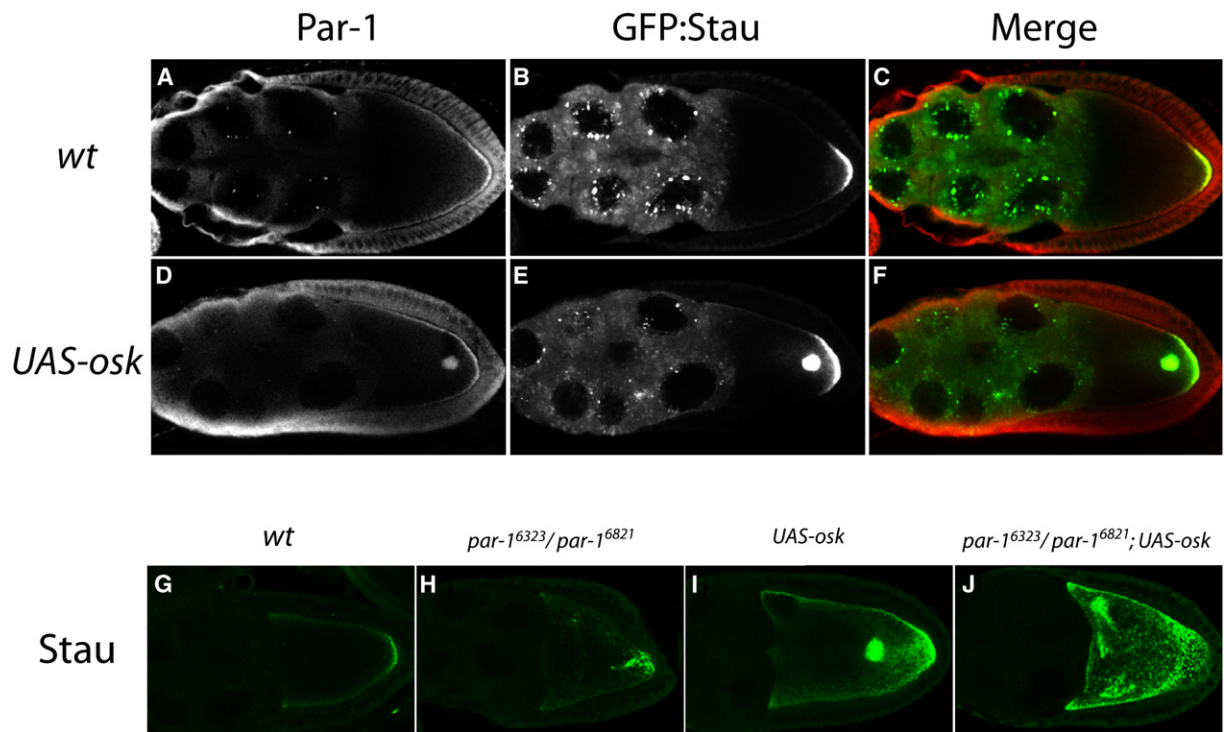 Par-1 GFP:Stau Merge
wt A B C
UAS-osk D E F
wt par-1⁶³²³/par-1⁶⁸²¹ UAS-osk par-1⁶³²³/par-1⁶⁸²¹; UAS-osk
Stau G H I J